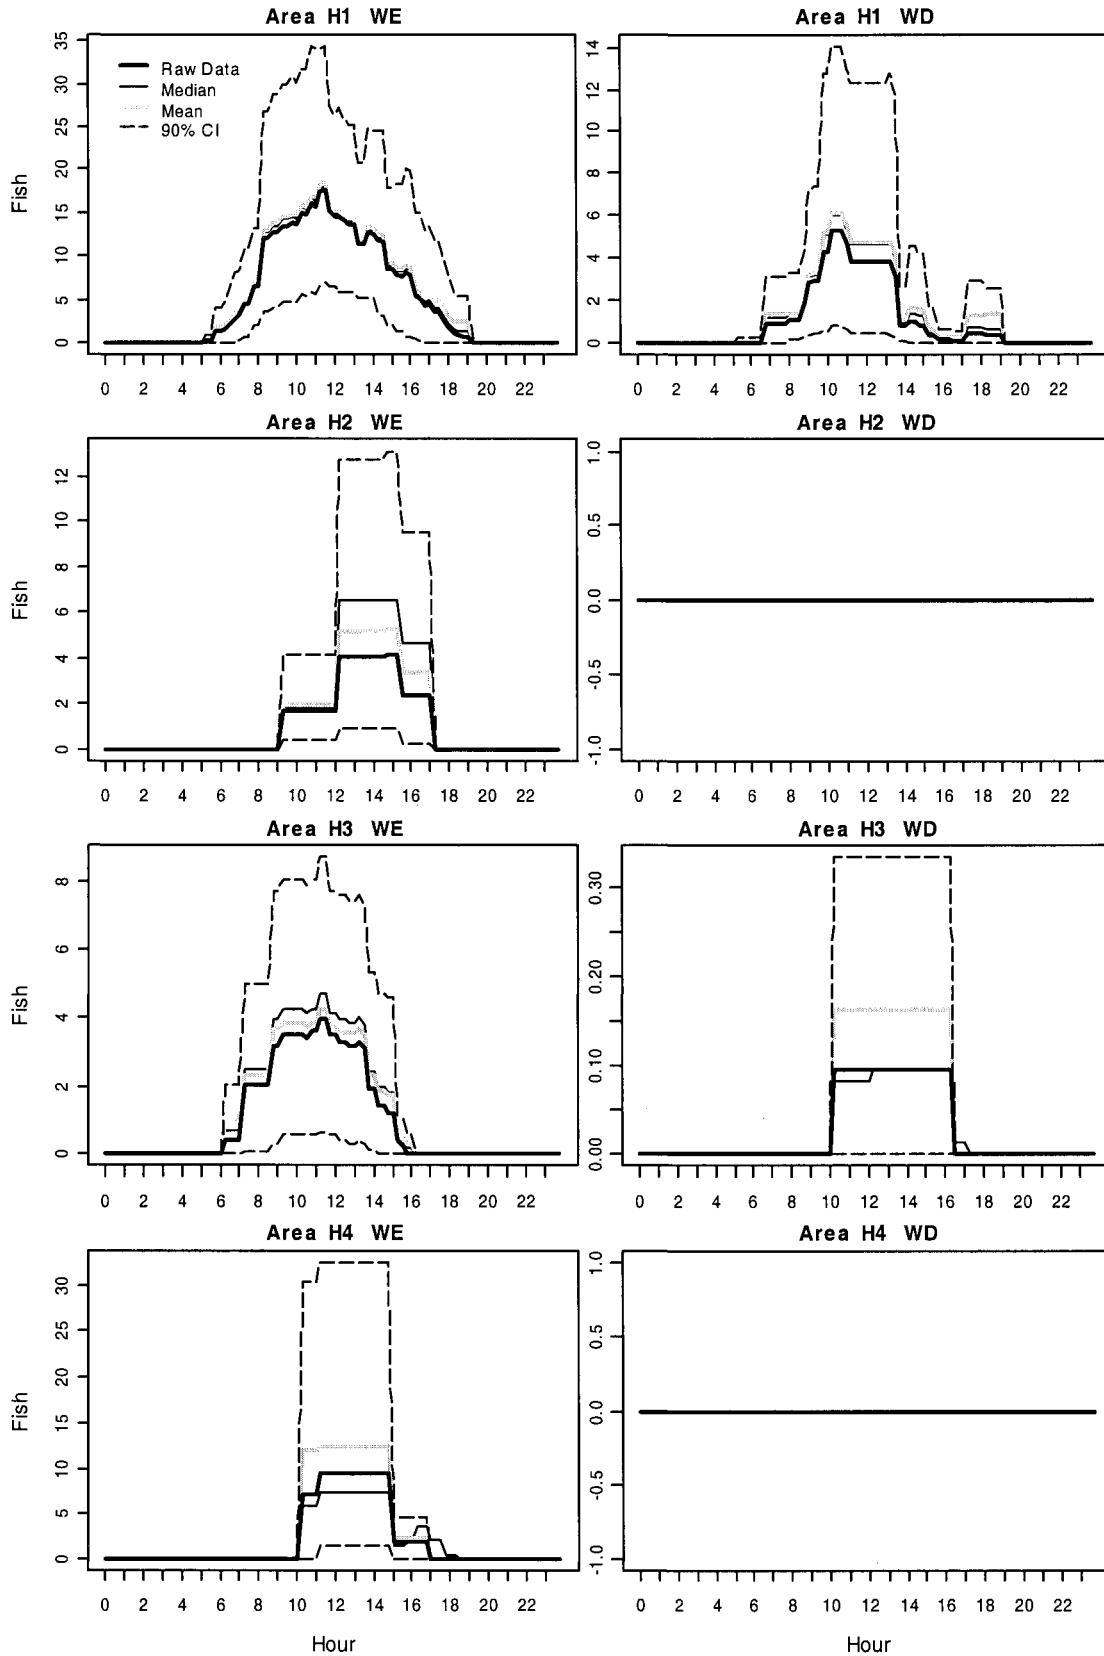 Area H1 WE
Fish
35
30
25
20
15
10
5
0
Raw Data
Median
Mean
90% CI
0 2 4 6 8 10 12 14 16 18 20 22
Area H1 WD
14
12
10
8
6
4
2
0
0 2 4 6 8 10 12 14 16 18 20 22
Area H2 WE
Fish
12
10
8
6
4
2
0
0 2 4 6 8 10 12 14 16 18 20 22
Area H2 WD
1.0
0.5
0.0
-0.5
-1.0
0 2 4 6 8 10 12 14 16 18 20 22
Area H3 WE
Fish
8
6
4
2
0
0 2 4 6 8 10 12 14 16 18 20 22
Area H3 WD
0.30
0.20
0.10
0.00
0 2 4 6 8 10 12 14 16 18 20 22
Area H4 WE
Fish
30
25
20
15
10
5
0
0 2 4 6 8 10 12 14 16 18 20 22
Hour
Area H4 WD
1.0
0.5
0.0
-0.5
-1.0
0 2 4 6 8 10 12 14 16 18 20 22
Hour